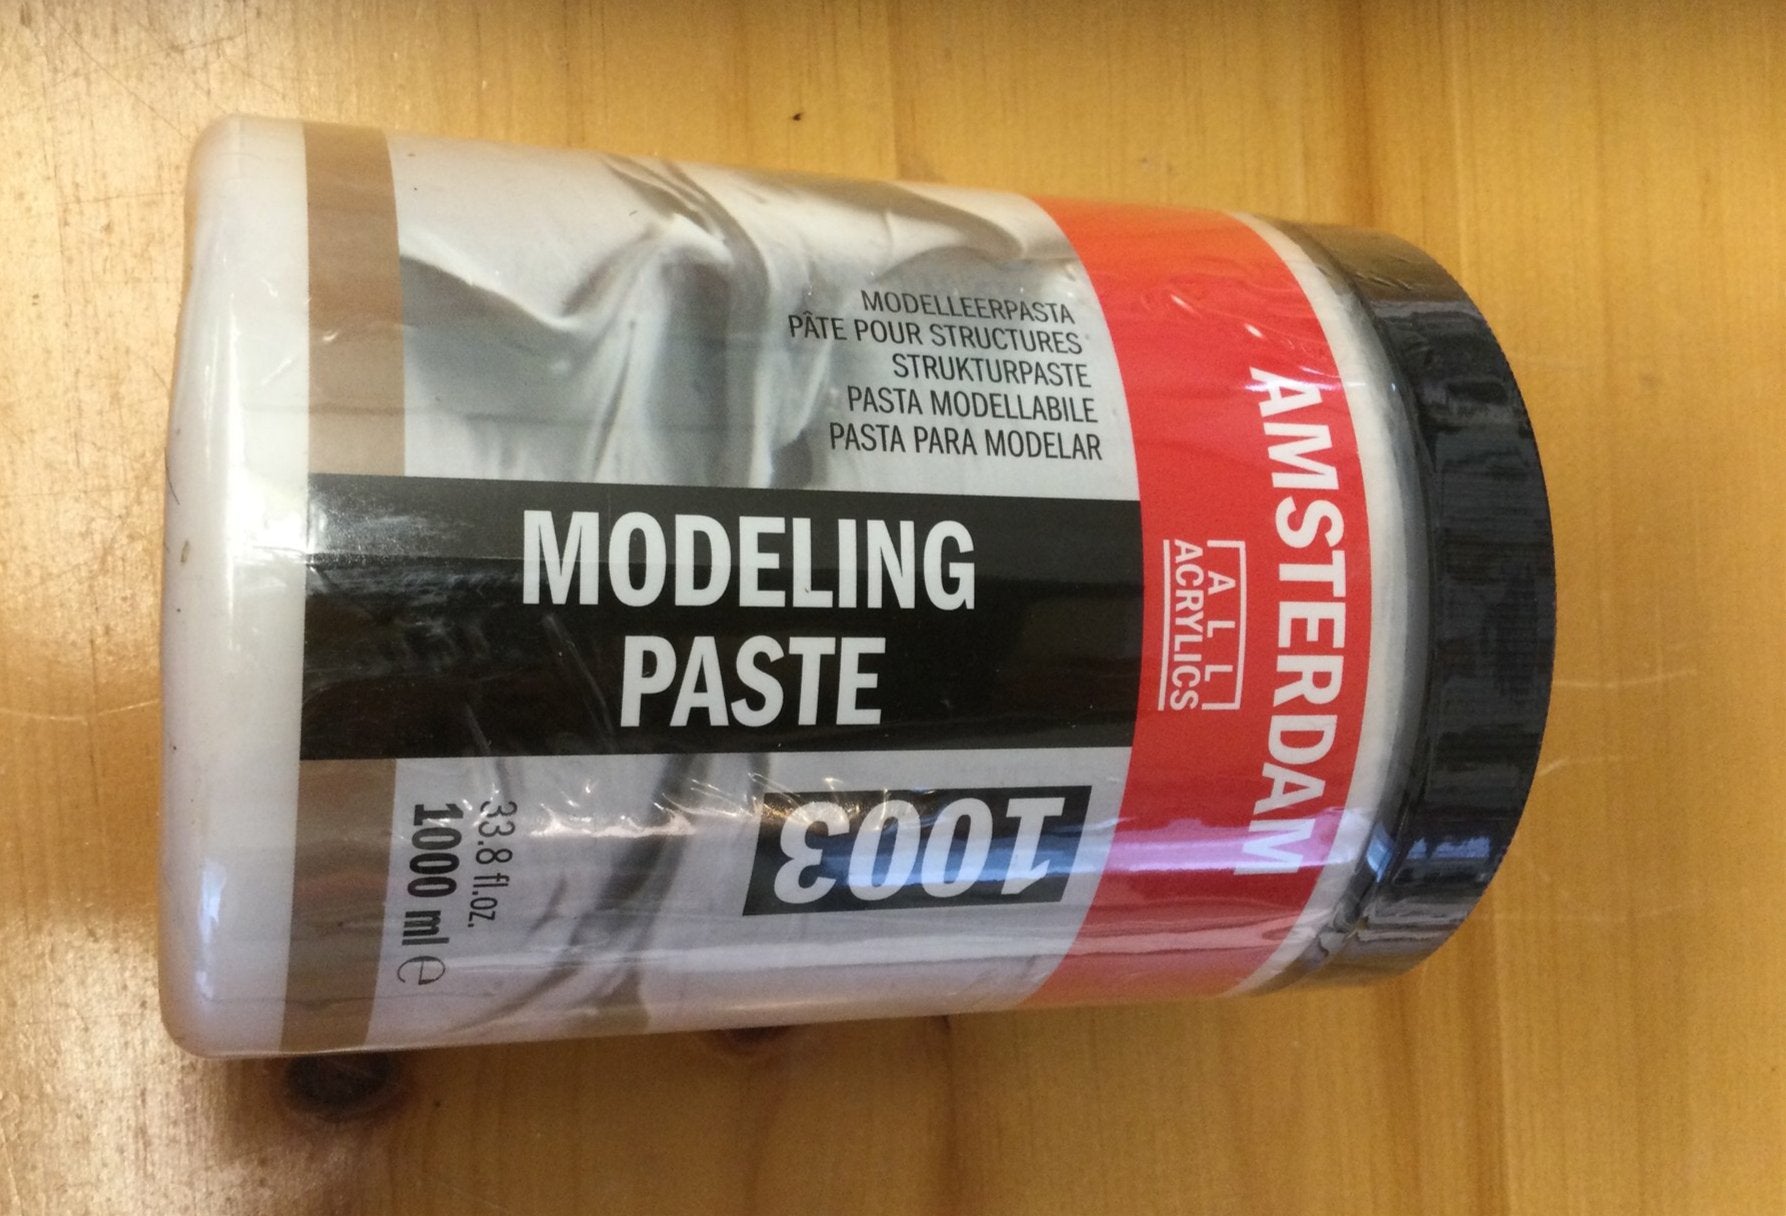 AMSTERDAM
ALL
ACRYLICS
MODELLEERPASTA
PÂTE POUR STRUCTURES
STRUKTURPASTE
PASTA MODELLABILE
PASTA PARA MODELAR
MODELING
PASTE
1003
33.8 fl.oz.
1000 ml e